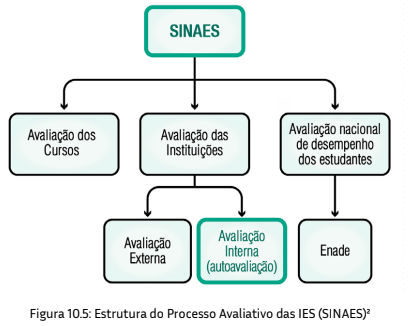 SINAES
Avaliação dos
Cursos
Avaliação das
Instituições
Avaliação nacional
de desempenho
dos estudantes
Avaliação
Externa
Avaliação
Interna
(autoavaliação)
Enade
Figura 10.5: Estrutura do Processo Avaliativo das IES (SINAES)²